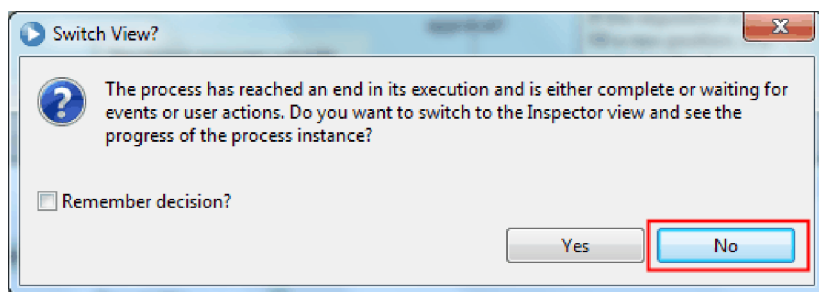 Switch View?
The process has reached an end in its execution and is either complete or waiting for
events or user actions. Do you want to switch to the Inspector view and see the
progress of the process instance?
Remember decision?
Yes
No